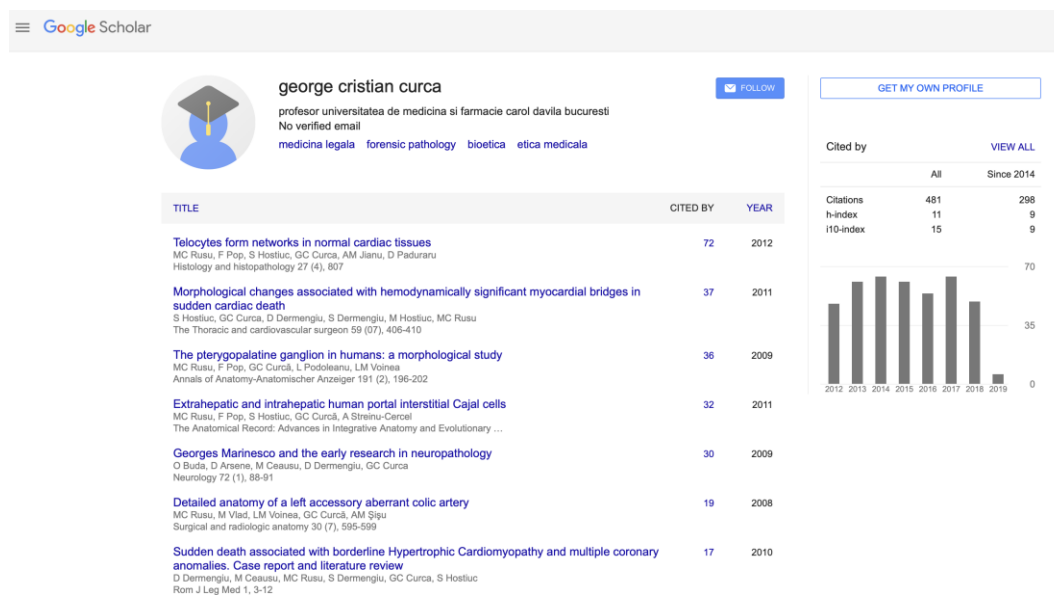 Google Scholar
george cristian curca
FOLLOW
profesor universitatea de medicina si farmacie carol davila bucuresti
No verified email
medicina legala forensic pathology bioetica etica medicala
GET MY OWN PROFILE
Cited by VIEW ALL
All Since 2014
Citations 481 298
h-index 11 9
i10-index 15 9
70
35
0
2012 2013 2014 2015 2016 2017 2018 2019
TITLE CITED BY YEAR
Telocytes form networks in normal cardiac tissues 72 2012
MC Rusu, F Pop, S Hostiuc, GC Curca, AM Jianu, D Paduraru
Histology and histopathology 27 (4), 807
Morphological changes associated with hemodynamically significant myocardial bridges in 37 2011
sudden cardiac death
S Hostiuc, GC Curca, D Dermengiu, S Dermengiu, M Hostiuc, MC Rusu
The Thoracic and cardiovascular surgeon 59 (07), 406-410
The pterygopalatine ganglion in humans: a morphological study 36 2009
MC Rusu, F Pop, GC Curcă, L Podoleanu, LM Voinea
Annals of Anatomy-Anatomischer Anzeiger 191 (2), 196-202
Extrahepatic and intrahepatic human portal interstitial Cajal cells 32 2011
MC Rusu, F Pop, S Hostiuc, GC Curcă, A Streinu-Cercel
The Anatomical Record: Advances in Integrative Anatomy and Evolutionary …
Georges Marinesco and the early research in neuropathology 30 2009
O Buda, D Arsene, M Ceausu, D Dermengiu, GC Curca
Neurology 72 (1), 88-91
Detailed anatomy of a left accessory aberrant colic artery 19 2008
MC Rusu, M Vlad, LM Voinea, GC Curcă, AM Şişu
Surgical and radiologic anatomy 30 (7), 595-599
Sudden death associated with borderline Hypertrophic Cardiomyopathy and multiple coronary 17 2010
anomalies. Case report and literature review
D Dermengiu, M Ceausu, MC Rusu, S Dermengiu, GC Curca, S Hostiuc
Rom J Leg Med 1, 3-12